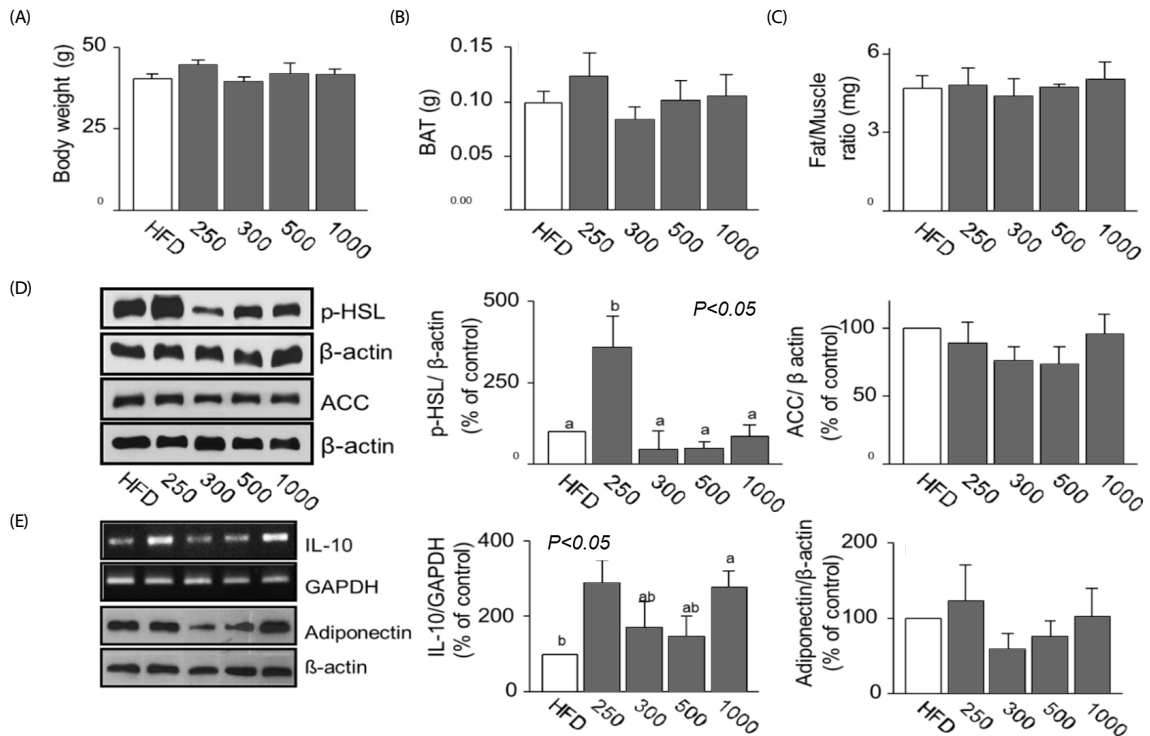 (A)
Body weight (g)
50
25
0
HFD 250 300 500 1000
(B)
BAT (g)
0.15
0.10
0.05
0.00
HFD 250 300 500 1000
(C)
Fat/Muscle
ratio (mg)
6
3
0
HFD 250 300 500 1000
(D)
p-HSL
β-actin
ACC
β-actin
HFD 250 300 500 1000
p-HSL/ β-actin
(% of control)
500
250
0
P<0.05
a b a a a
HFD 250 300 500 1000
ACC/ β actin
(% of control)
100
50
0
HFD 250 300 500 1000
(E)
IL-10
GAPDH
Adiponectin
ß-actin
IL-10/GAPDH
(% of control)
400
200
0
P<0.05
b ab ab a
HFD 250 300 500 1000
Adiponectin/β-actin
(% of control)
200
100
0
HFD 250 300 500 1000